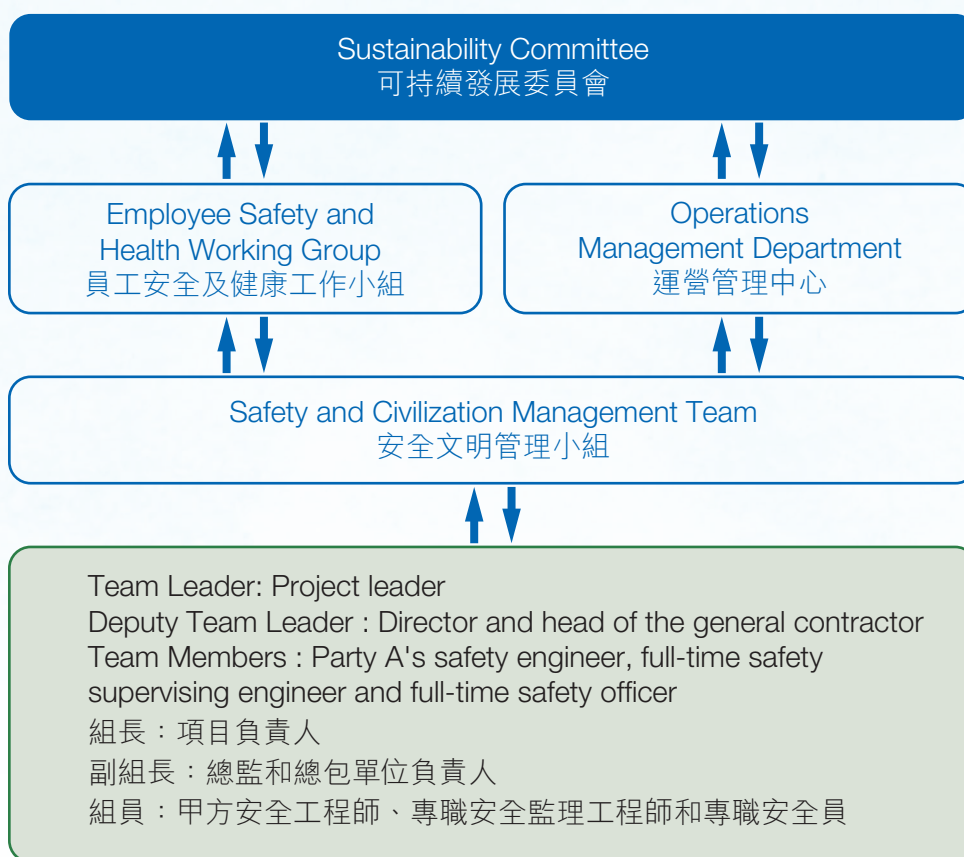 Sustainability Committee
可持續發展委員會
Employee Safety and
Health Working Group
員工安全及健康工作小組
Operations
Management Department
運營管理中心
Safety and Civilization Management Team
安全文明管理小組
Team Leader: Project leader
Deputy Team Leader : Director and head of the general contractor
Team Members : Party A's safety engineer, full-time safety
supervising engineer and full-time safety officer
組長：項目負責人
副組長：總監和總包單位負責人
組員：甲方安全工程師、專職安全監理工程師和專職安全員